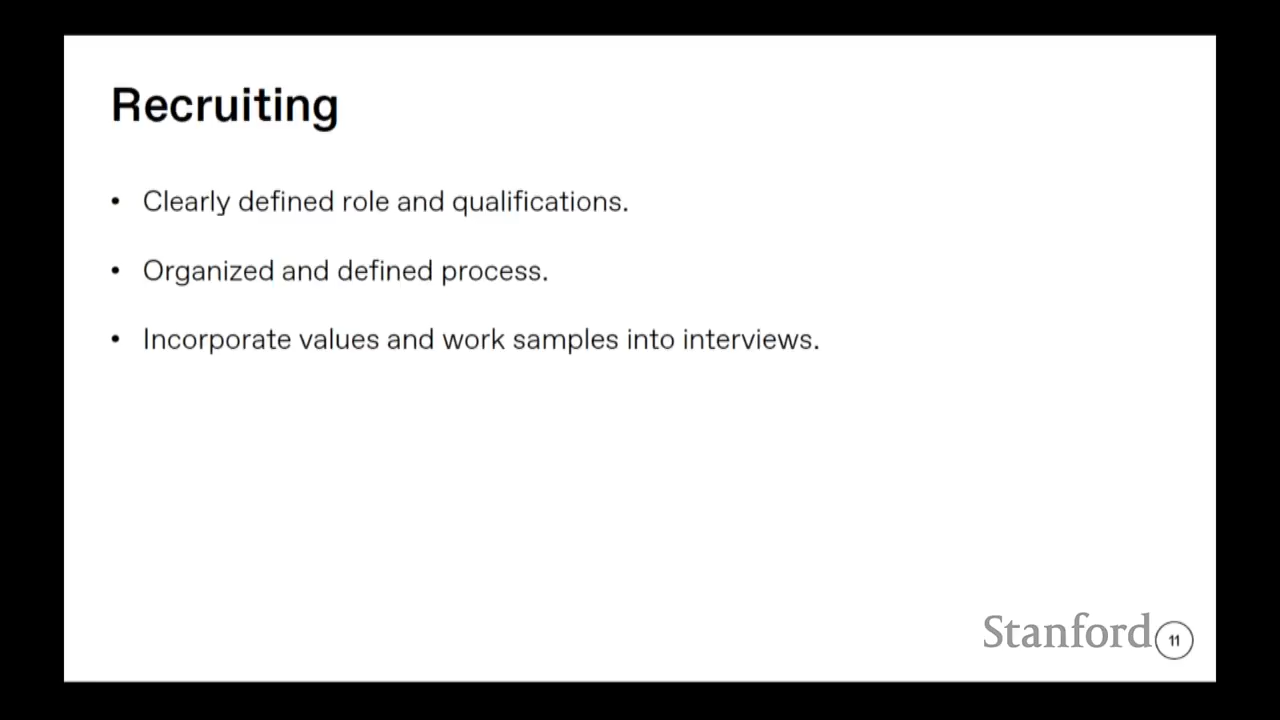 Recruiting
• Clearly defined role and qualifications.
• Organized and defined process.
• Incorporate values and work samples into interviews.
Stanford
11